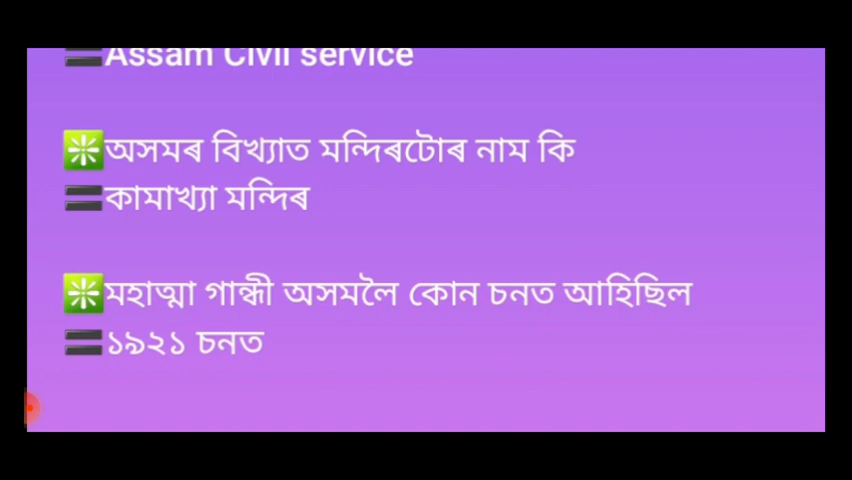 Assam Civil service
অসমৰ বিখ্যাত মন্দিৰটোৰ নাম কি
কামাখ্যা মন্দিৰ
মহাত্মা গান্ধী অসমলৈ কোন চনত আহিছিল
১৯২১ চনত